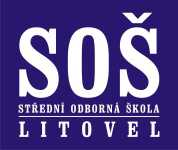 SOŠ
STŘEDNÍ ODBORNÁ ŠKOLA
LITOVEL